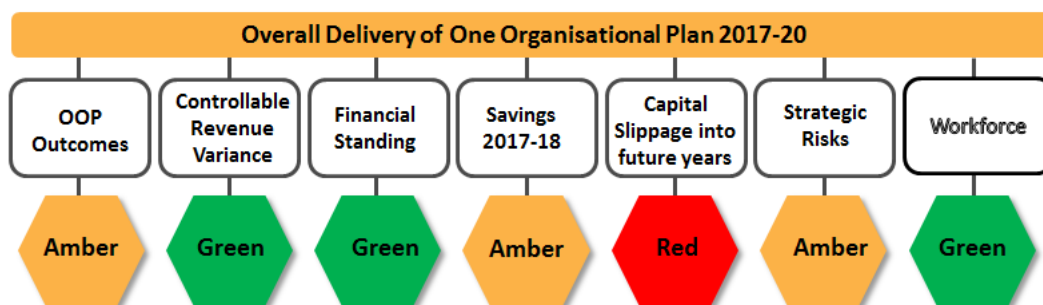 Overall Delivery of One Organisational Plan 2017-20
OOP
Outcomes
Controllable
Revenue
Variance
Financial
Standing
Savings
2017-18
Capital
Slippage into
future years
Strategic
Risks
Workforce
Amber
Green
Green
Amber
Red
Amber
Green